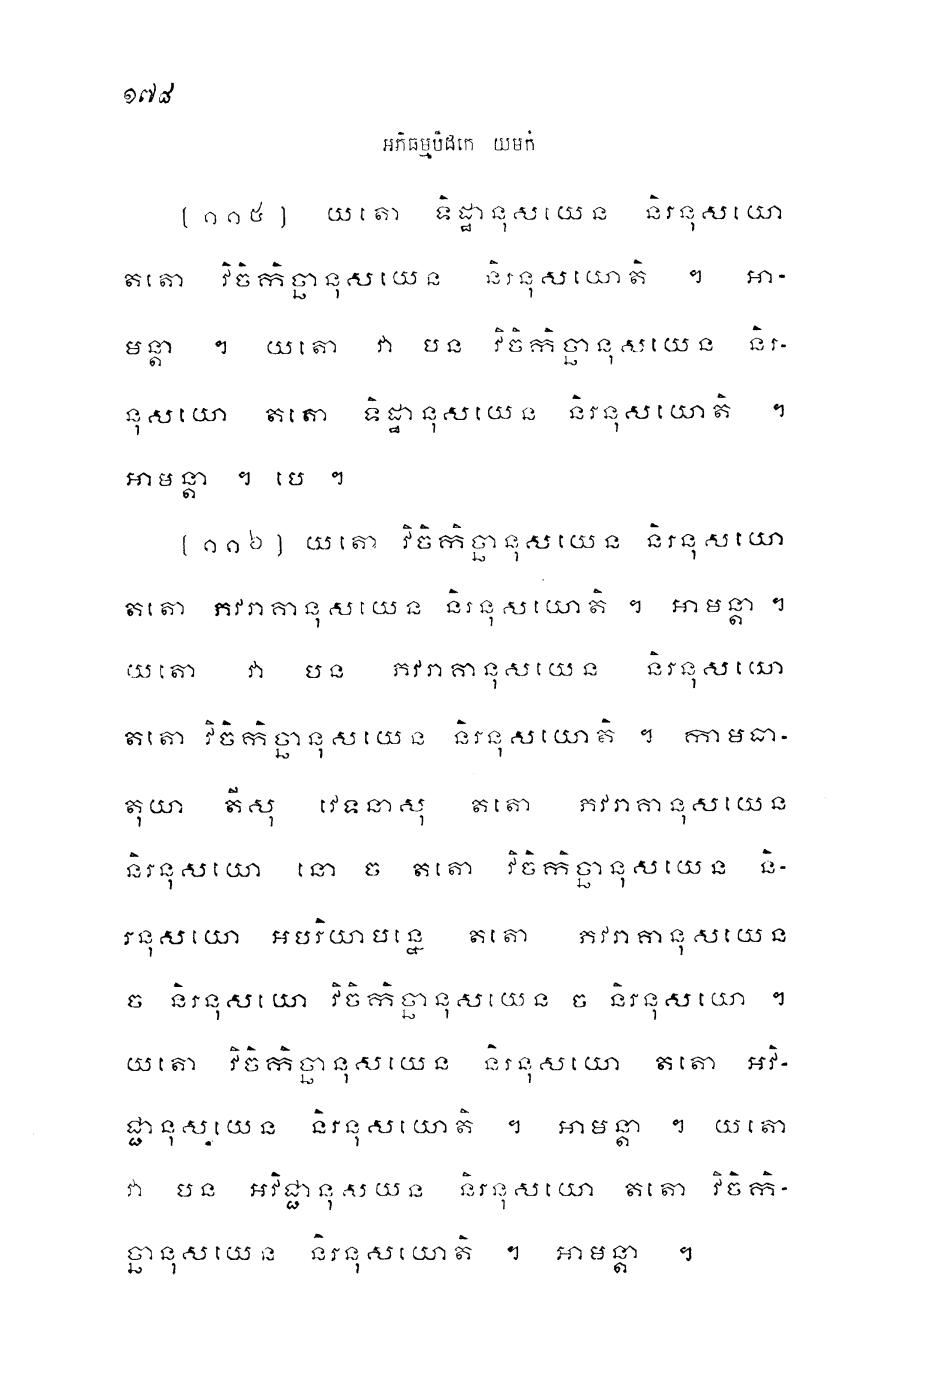 ១៧៨
អភិធម្មបិដកេ យមកំ
(១១៥) យតោ ទិដ្ឋានុសយេន និរនុសយោ
តតោ វិចិកិច្ឆានុសយេន និរនុសយោតិ ។ អា-
មន្តា ។ យតោ វា បន វិចិកិច្ឆានុសយេន និរ-
នុសយោ តតោ ទិដ្ឋានុសយេន និរនុសយោតិ ។
អាមន្តា ។ បេ ។
(១១៦) យតោ វិចិកិច្ឆានុសយេន និរនុសយោ
តតោ ភវរាគានុសយេន និរនុសយោតិ ។ អាមន្តា ។
យតោ វា បន ភវរាគានុសយេន និរនុសយោ
តតោ វិចិកិច្ឆានុសយេន និរនុសយោតិ ។ កាមធា-
តុយា តីសុ វេទនាសុ តតោ ភវរាគានុសយេន
និរនុសយោ នោ ច តតោ វិចិកិច្ឆានុសយេន និ-
រនុសយោ អបរិយាបន្នេ តតោ ភវរាគានុសយេន
ច និរនុសយោ វិចិកិច្ឆានុសយេន ច និរនុសយោ ។
យតោ វិចិកិច្ឆានុសយេន និរនុសយោ តតោ អវិ-
ជ្ជានុសយេន និរនុសយោតិ ។ អាមន្តា ។ យតោ
វា បន អវិជ្ជានុសយេន និរនុសយោ តតោ វិចិកិ-
ច្ឆានុសយេន និរនុសយោតិ ។ អាមន្តា ។